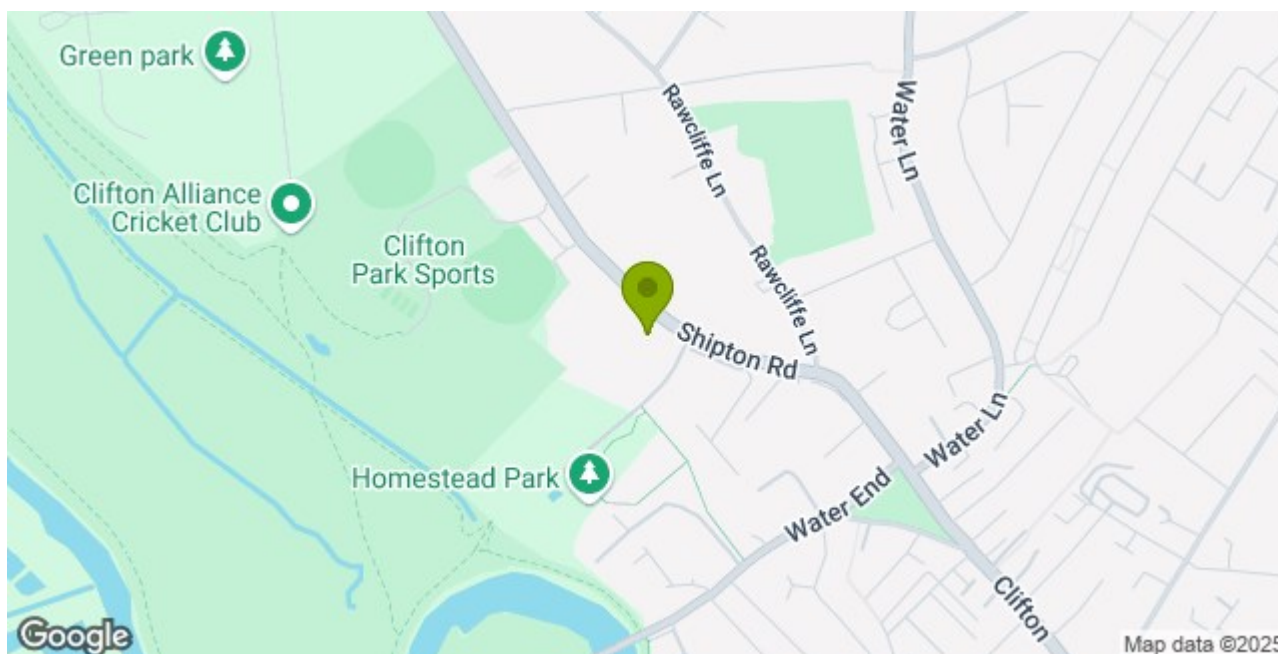 Green park
Rawcliffe Ln
Water Ln
Clifton Alliance
Cricket Club
Clifton
Park Sports
Rawcliffe Ln
Shipton Rd
Water Ln
Homestead Park
Water End
Clifton
Google
Map data ©2025